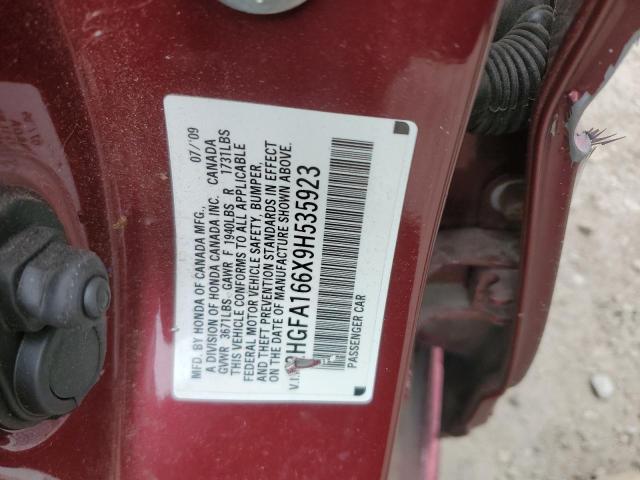 MFD. BY HONDA OF CANADA MFG. 07/'09
A DIVISION OF HONDA CANADA INC. CANADA
GVWR 3671LBS GAWR F 1940LBS R 1731LBS
THIS VEHICLE CONFORMS TO ALL APPLICABLE
FEDERAL MOTOR VEHICLE SAFETY, BUMPER,
AND THEFT PREVENTION STANDARDS IN EFFECT
ON THE DATE OF MANUFACTURE SHOWN ABOVE.
HGFA166X9H535923
PASSENGER CAR